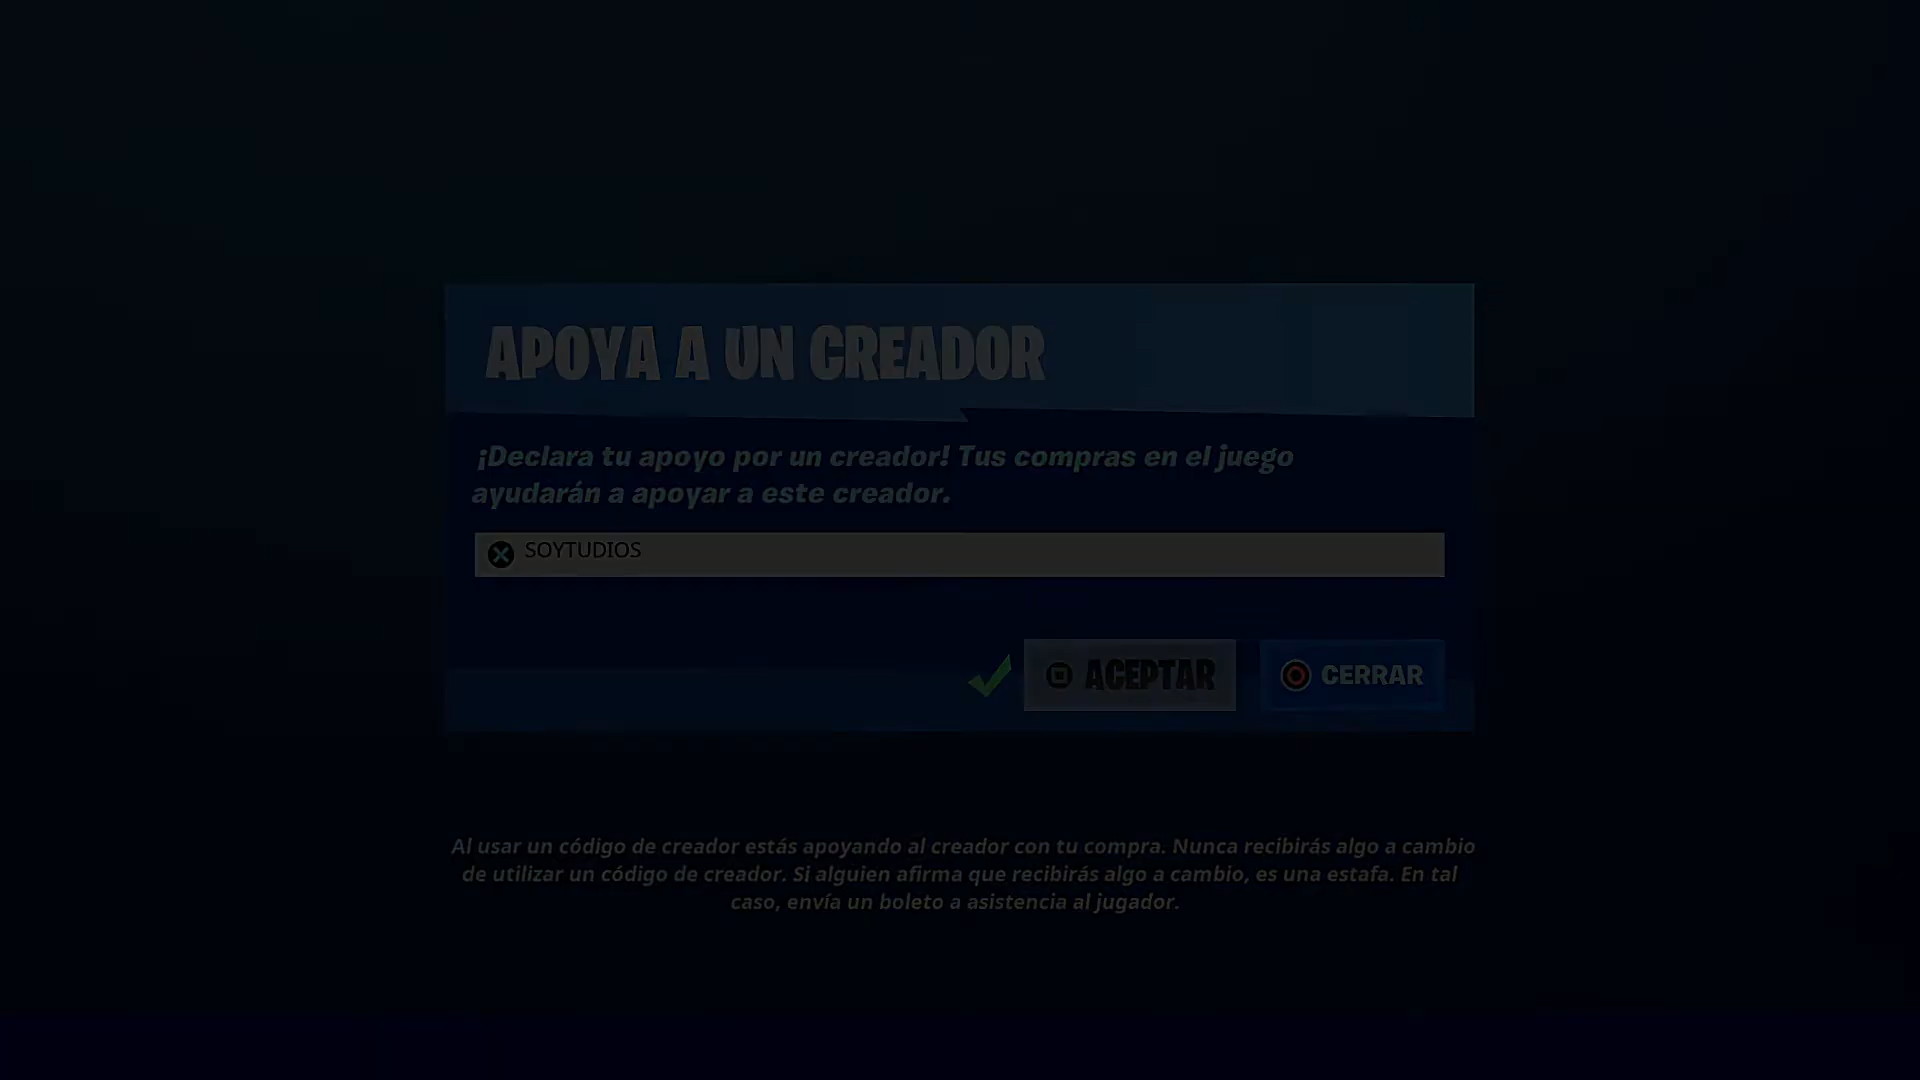 APOYA A UN CREADOR
¡Declara tu apoyo por un creador! Tus compras en el juego
ayudarán a apoyar a este creador.
SOYTUDIOS
ACEPTAR
CERRAR
Al usar un código de creador estás apoyando al creador con tu compra. Nunca recibirás algo a cambio
de utilizar un código de creador. Si alguien afirma que recibirás algo a cambio, es una estafa. En tal
caso, envía un boleto a asistencia al jugador.